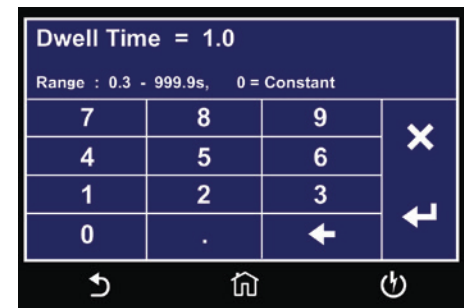 Dwell Time = 1.0
Range : 0.3 - 999.9s, 0 = Constant
7 8 9
4 5 6
1 2 3
0 .